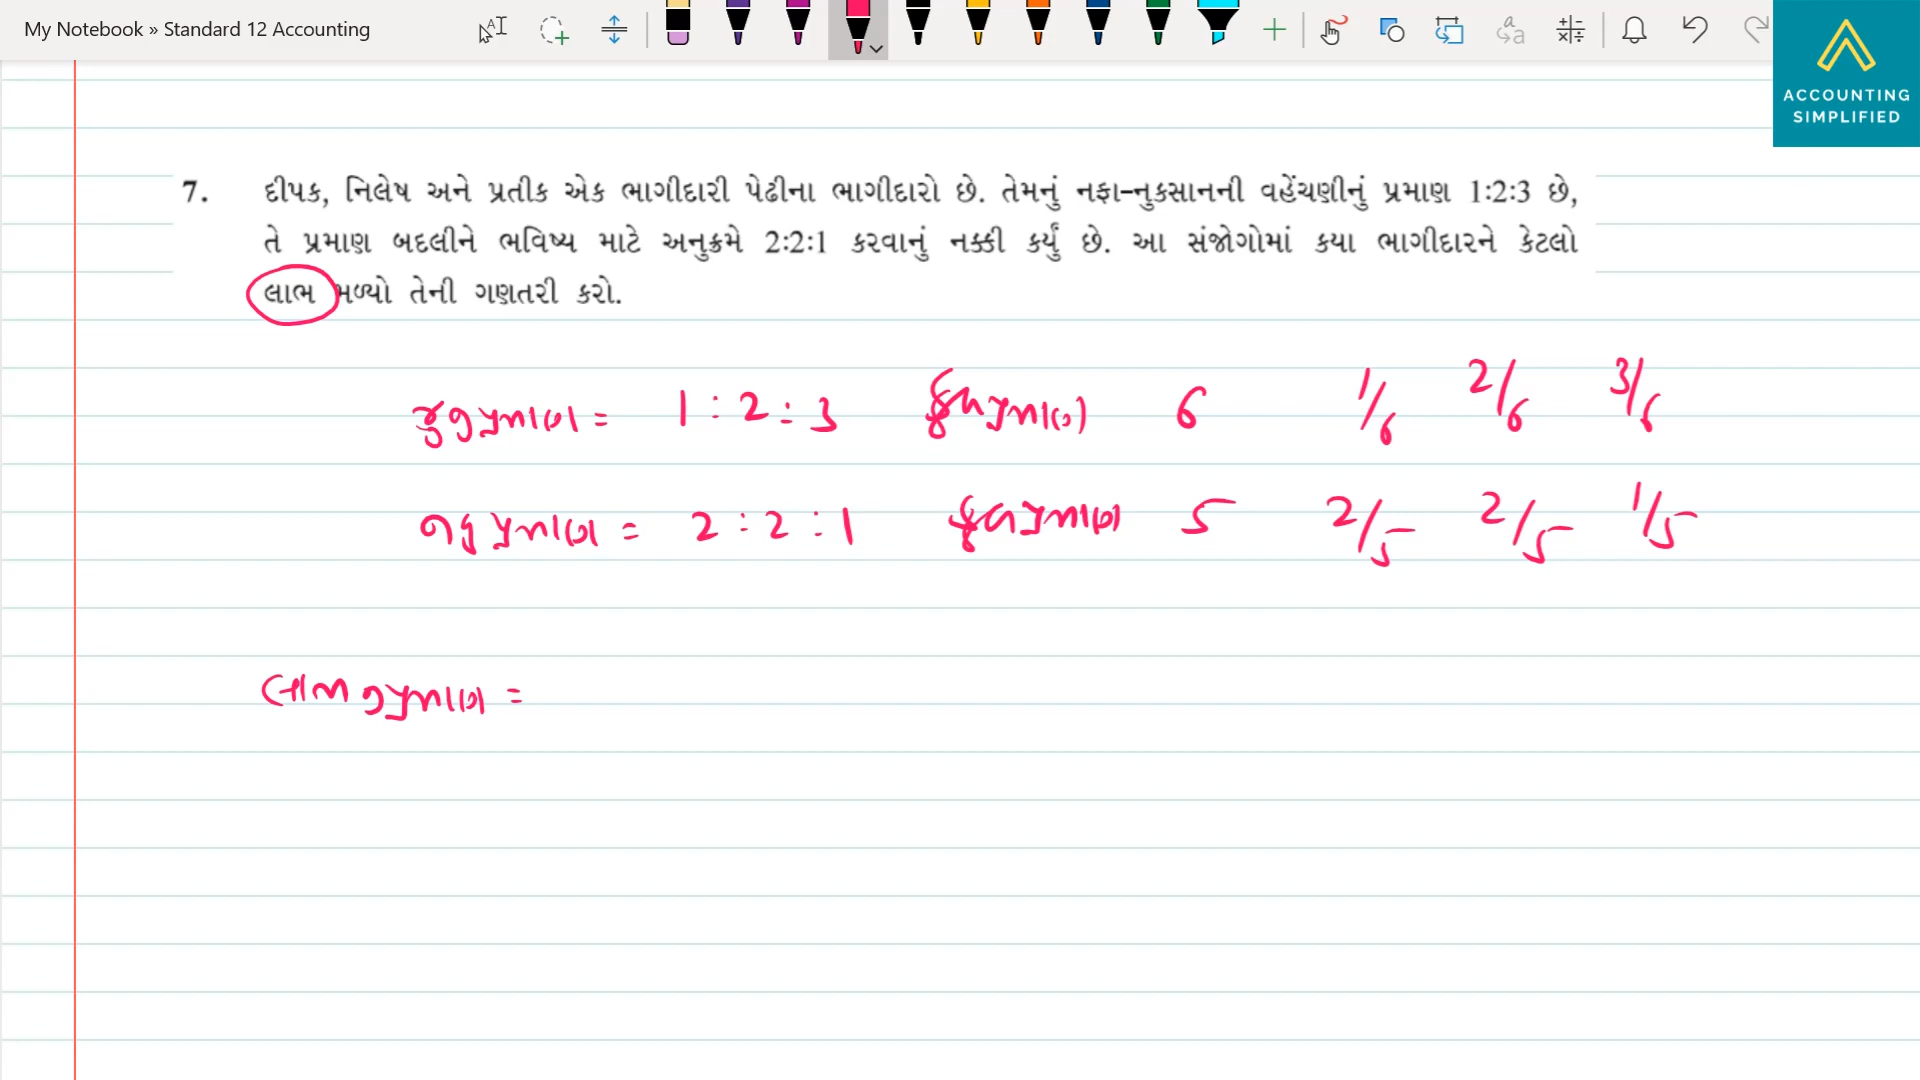 My Notebook » Standard 12 Accounting
ACCOUNTING
SIMPLIFIED
7. દીપક, નિલેષ અને પ્રતીક એક ભાગીદારી પેઢીના ભાગીદારો છે. તેમનું નફા-નુકસાનની વહેંચણીનું પ્રમાણ 1:2:3 છે,
તે પ્રમાણ બદલીને ભવિષ્ય માટે અનુક્રમે 2:2:1 કરવાનું નક્કી કર્યું છે. આ સંજોગોમાં કયા ભાગીદારને કેટલો
લાભ મળ્યો તેની ગણતરી કરો.
જુનુ પ્રમાણ = 1 : 2 : 3 કુલ પ્રમાણ 6 1/6 2/6 3/6
નવુ પ્રમાણ = 2 : 2 : 1 કુલ પ્રમાણ 5 2/5 2/5 1/5
લાભનુ પ્રમાણ =